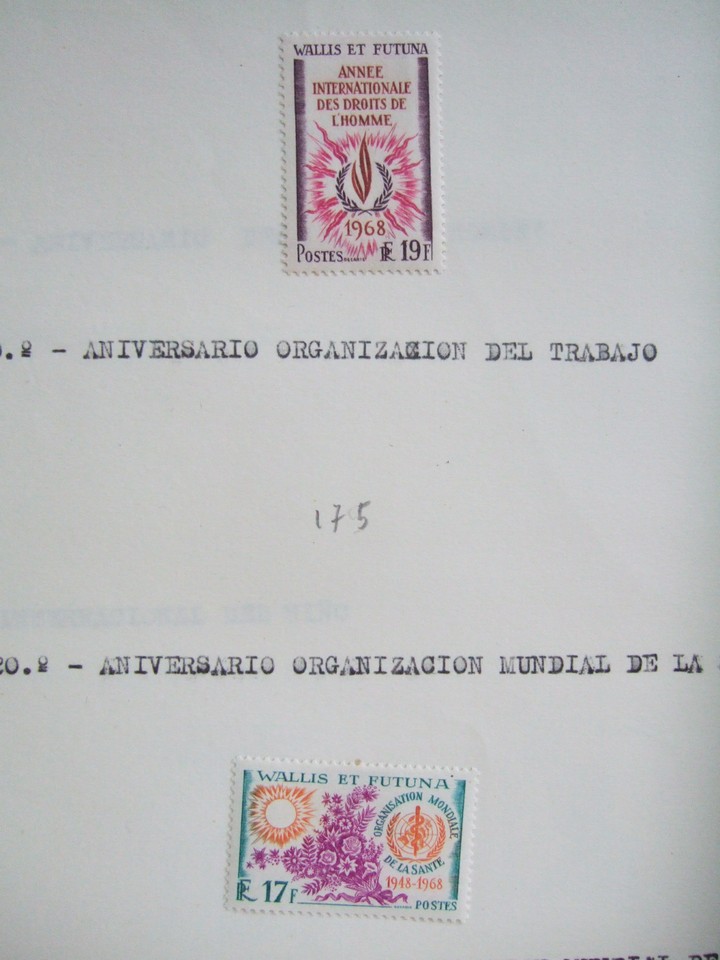 WALLIS ET FUTUNA
ANNEE
INTERNATIONALE
DES DROITS DE
L'HOMME
1968
POSTES RF 19F
.º - ANIVERSARIO ORGANIZACION DEL TRABAJO
175
20.º - ANIVERSARIO ORGANIZACION MUNDIAL DE LA
WALLIS ET FUTUNA
ORGANISATION MONDIALE
DE LA SANTE
1948-1968
RF 17F
POSTES